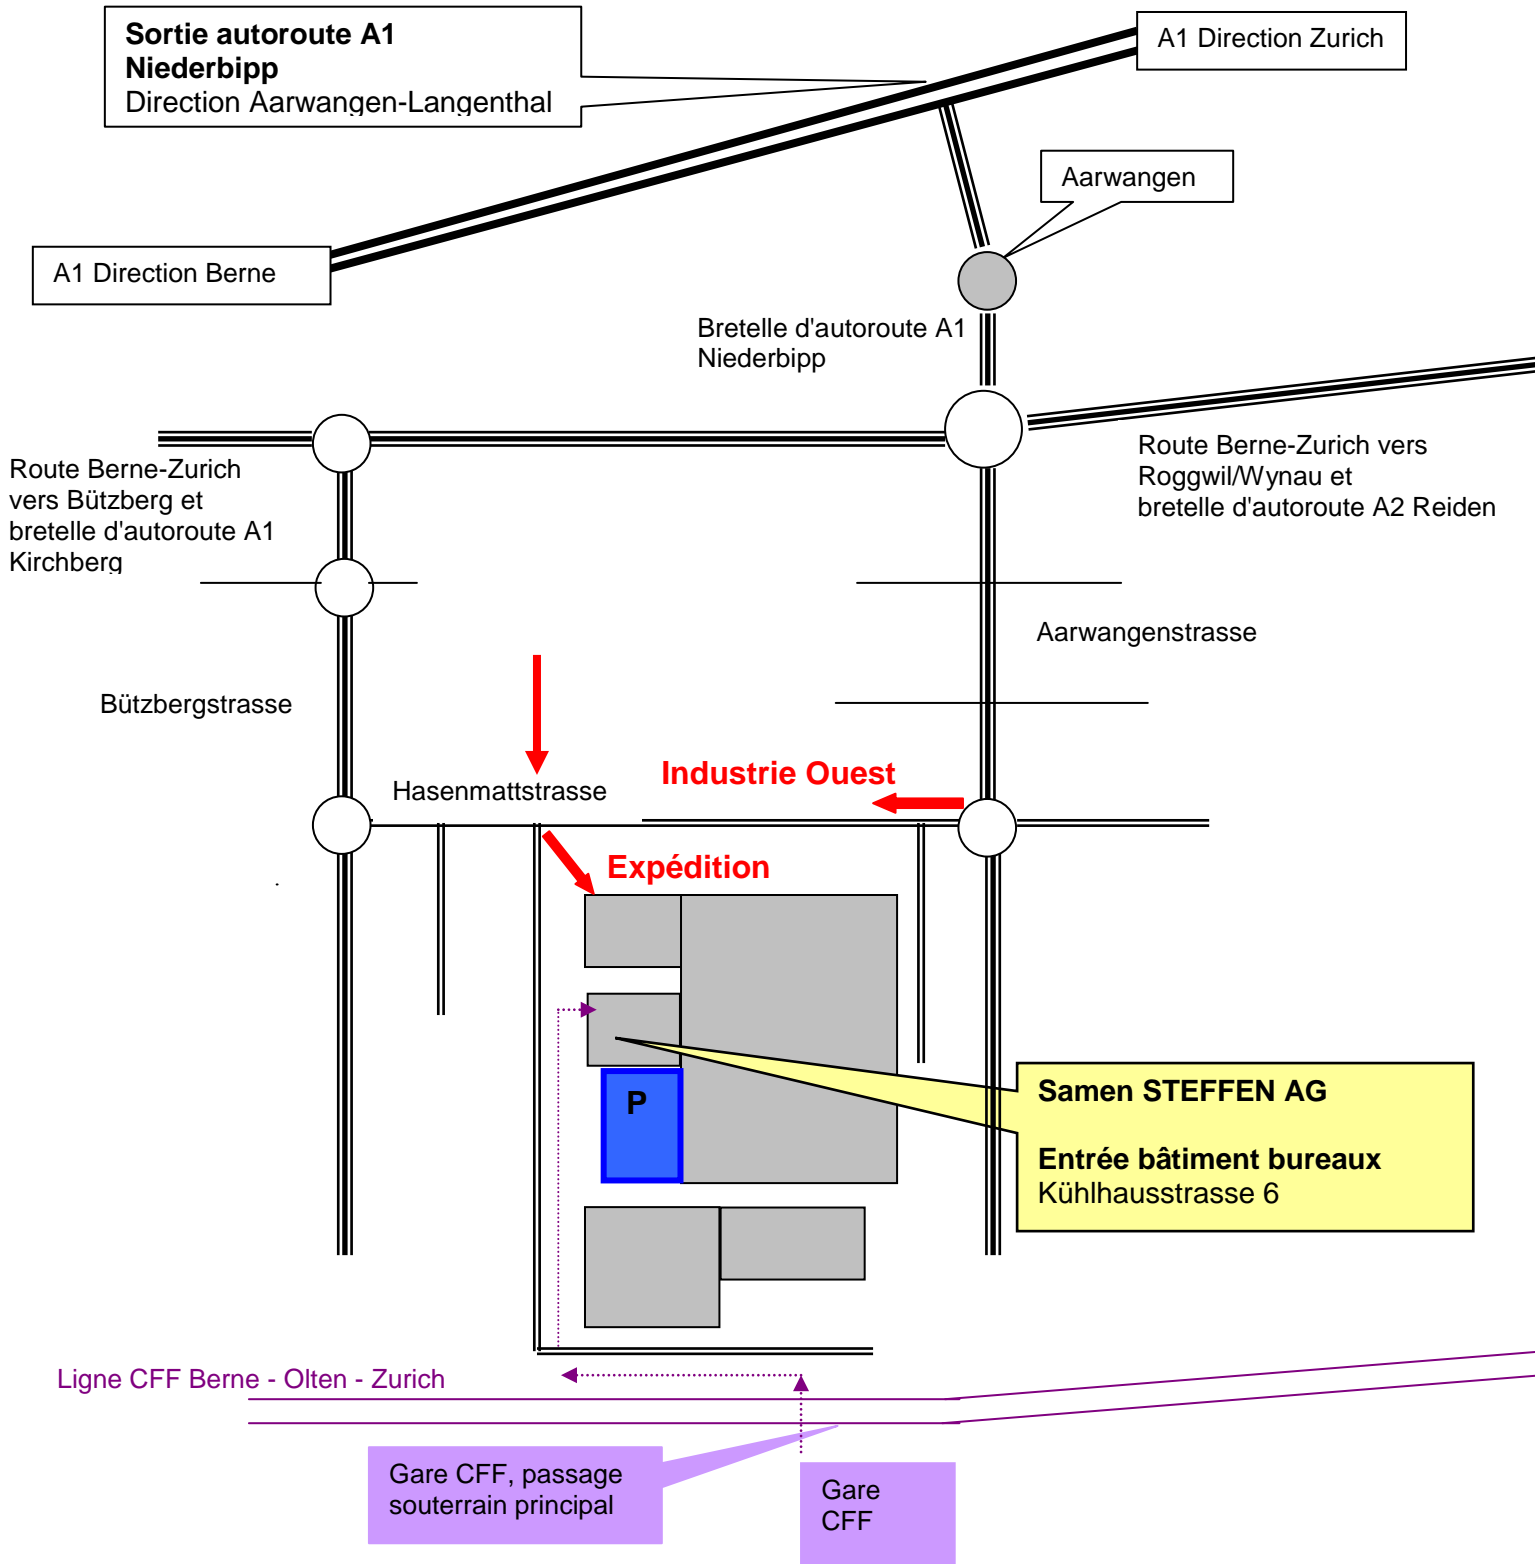 Sortie autoroute A1
Niederbipp
Direction Aarwangen-Langenthal
A1 Direction Zurich
Aarwangen
A1 Direction Berne
Bretelle d'autoroute A1
Niederbipp
Route Berne-Zurich
vers Bützberg et
bretelle d'autoroute A1
Kirchberg
Route Berne-Zurich vers
Roggwil/Wynau et
bretelle d'autoroute A2 Reiden
Aarwangenstrasse
Bützbergstrasse
Industrie Ouest
Hasenmattstrasse
Expédition
P
Samen STEFFEN AG
Entrée bâtiment bureaux
Kühlhausstrasse 6
Ligne CFF Berne - Olten - Zurich
Gare CFF, passage
souterrain principal
Gare
CFF